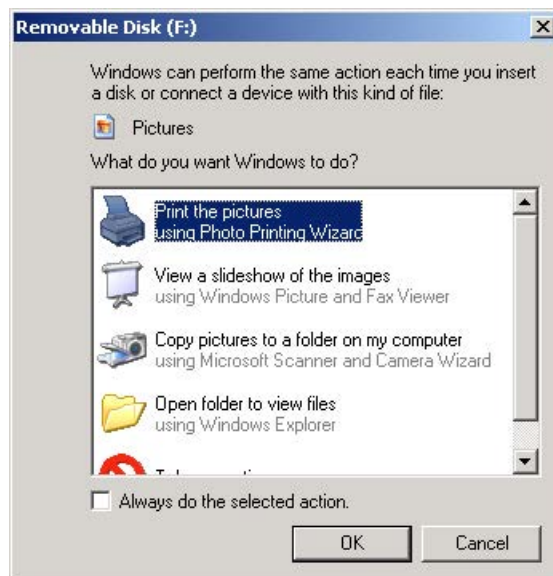 Removable Disk (F:)
Windows can perform the same action each time you insert
a disk or connect a device with this kind of file:
Pictures
What do you want Windows to do?
Print the pictures
using Photo Printing Wizard
View a slideshow of the images
using Windows Picture and Fax Viewer
Copy pictures to a folder on my computer
using Microsoft Scanner and Camera Wizard
Open folder to view files
using Windows Explorer
Always do the selected action.
OK
Cancel